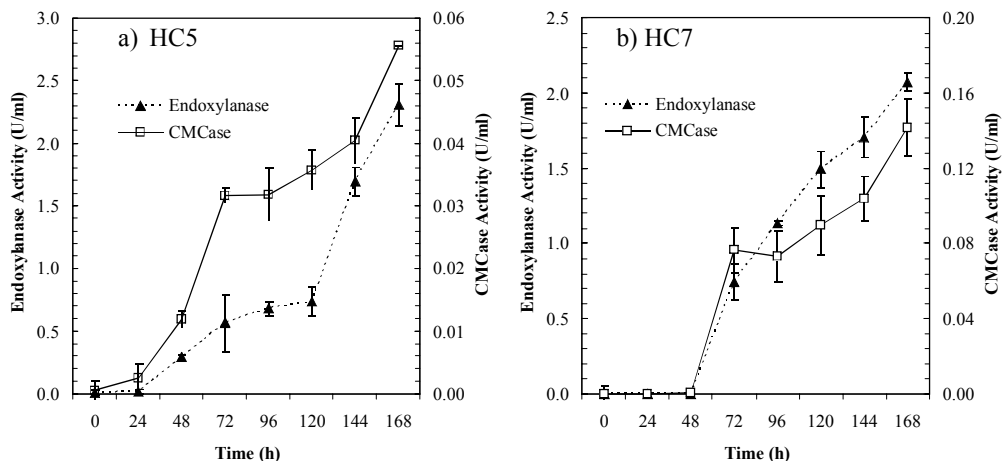 a) HC5
Endoxylanase
CMCase
Endoxylanase Activity (U/ml)
3.0
2.5
2.0
1.5
1.0
0.5
0.0
CMCase Activity (U/ml)
0.06
0.05
0.04
0.03
0.02
0.01
0.00
0 24 48 72 96 120 144 168
Time (h)
b) HC7
Endoxylanase
CMCase
Endoxylanase Activity (U/ml)
2.5
2.0
1.5
1.0
0.5
0.0
CMCase Activity (U/ml)
0.20
0.16
0.12
0.08
0.04
0.00
0 24 48 72 96 120 144 168
Time (h)